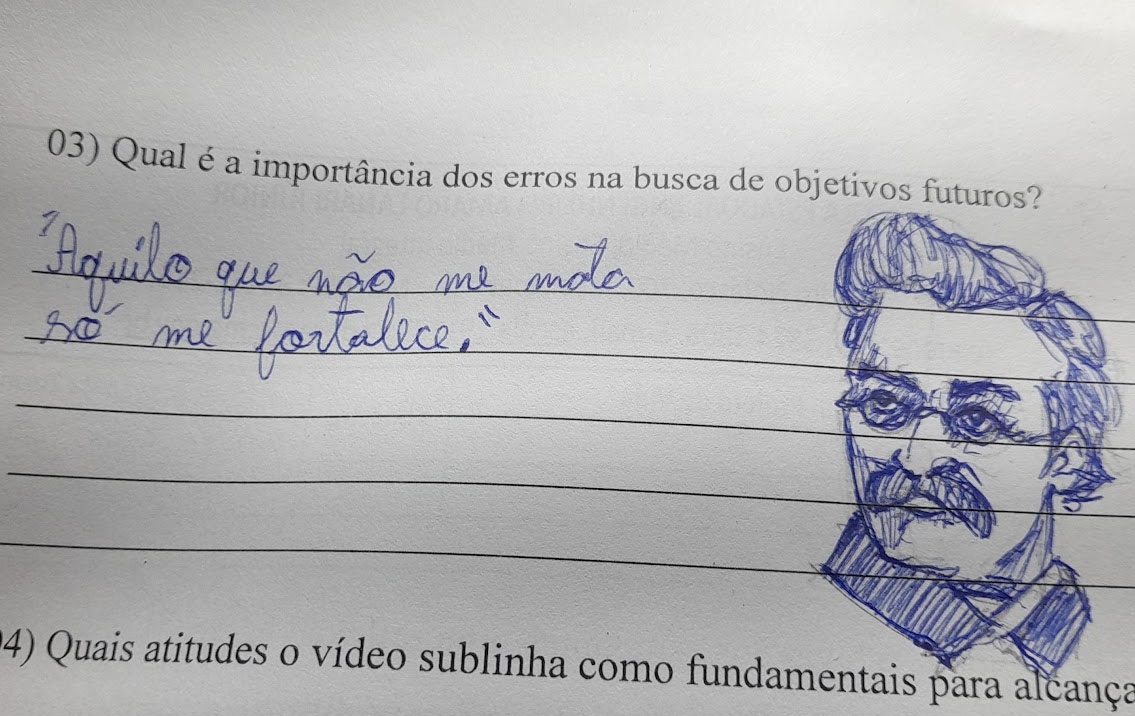 03) Qual é a importância dos erros na busca de objetivos futuros?
"Aquilo que não me mata
só me fortalece."
04) Quais atitudes o vídeo sublinha como fundamentais para alcança